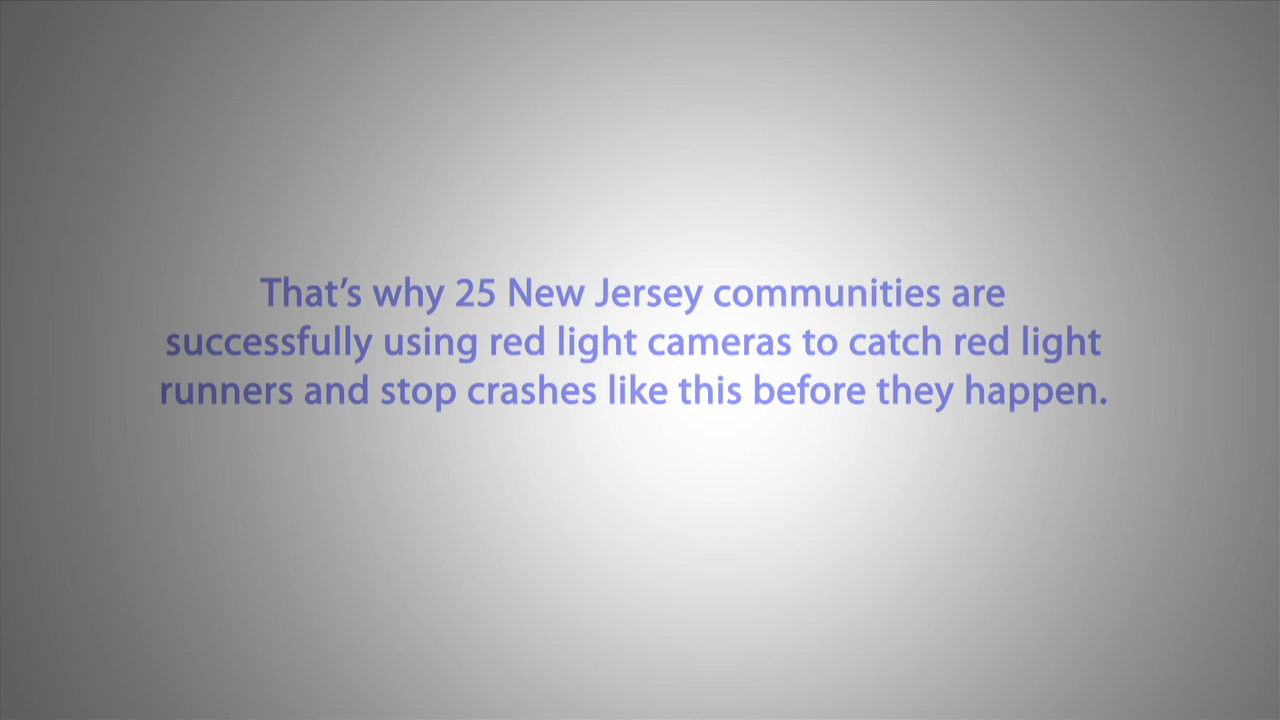 That’s why 25 New Jersey communities are
successfully using red light cameras to catch red light
runners and stop crashes like this before they happen.